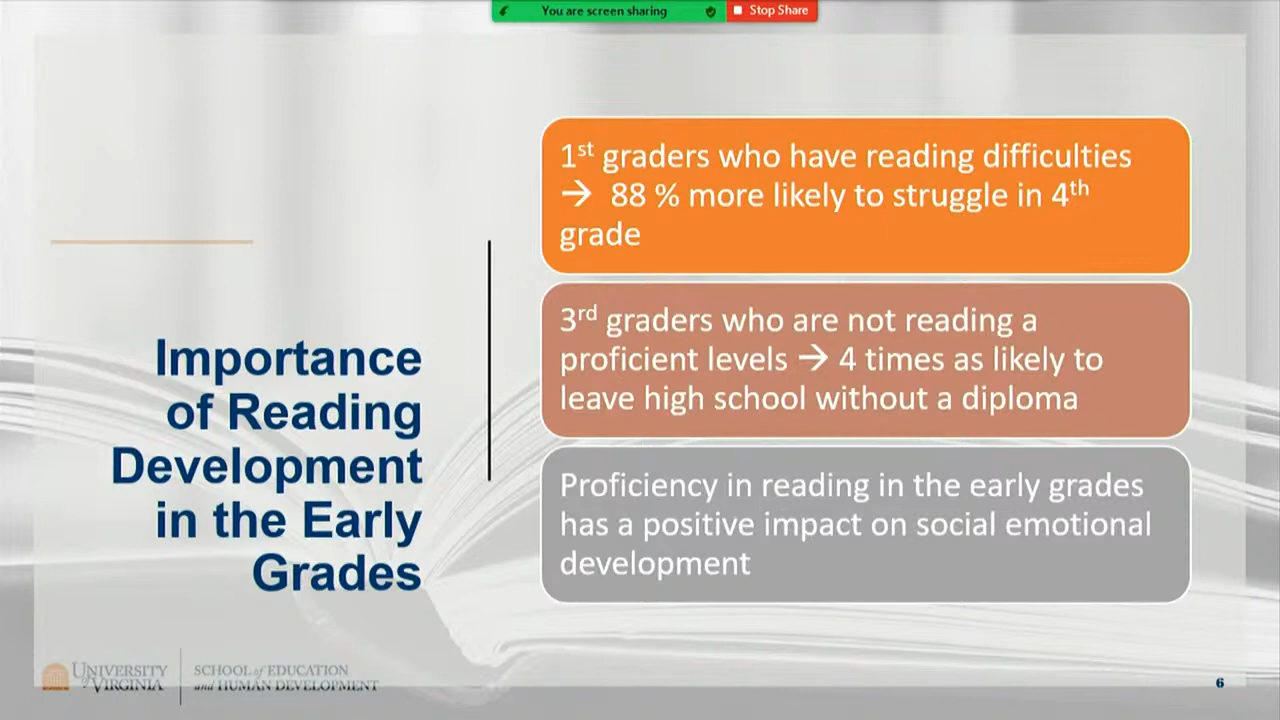 You are screen sharing
Stop Share
1st graders who have reading difficulties
→ 88 % more likely to struggle in 4th
grade
3rd graders who are not reading a
proficient levels → 4 times as likely to
leave high school without a diploma
Importance
of Reading
Development
in the Early
Grades
Proficiency in reading in the early grades
has a positive impact on social emotional
development
UNIVERSITY
of VIRGINIA
SCHOOL of EDUCATION
and HUMAN DEVELOPMENT
6